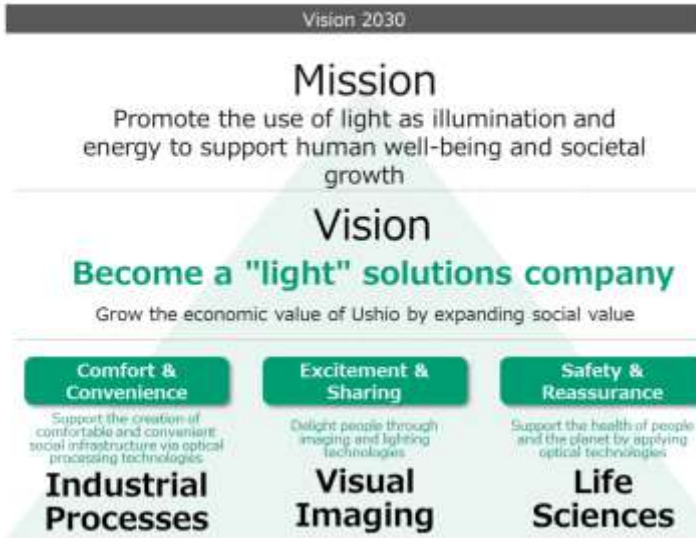 Vision 2030
Mission
Promote the use of light as illumination and
energy to support human well-being and societal
growth
Vision
Become a "light" solutions company
Grow the economic value of Ushio by expanding social value
Comfort &
Convenience
Support the creation of
comfortable and convenient
social infrastructure via optical
processing technologies
Industrial
Processes
Excitement &
Sharing
Delight people through
imaging and lighting
technologies
Visual
Imaging
Safety &
Reassurance
Support the health of people
and the planet by applying
optical technologies
Life
Sciences